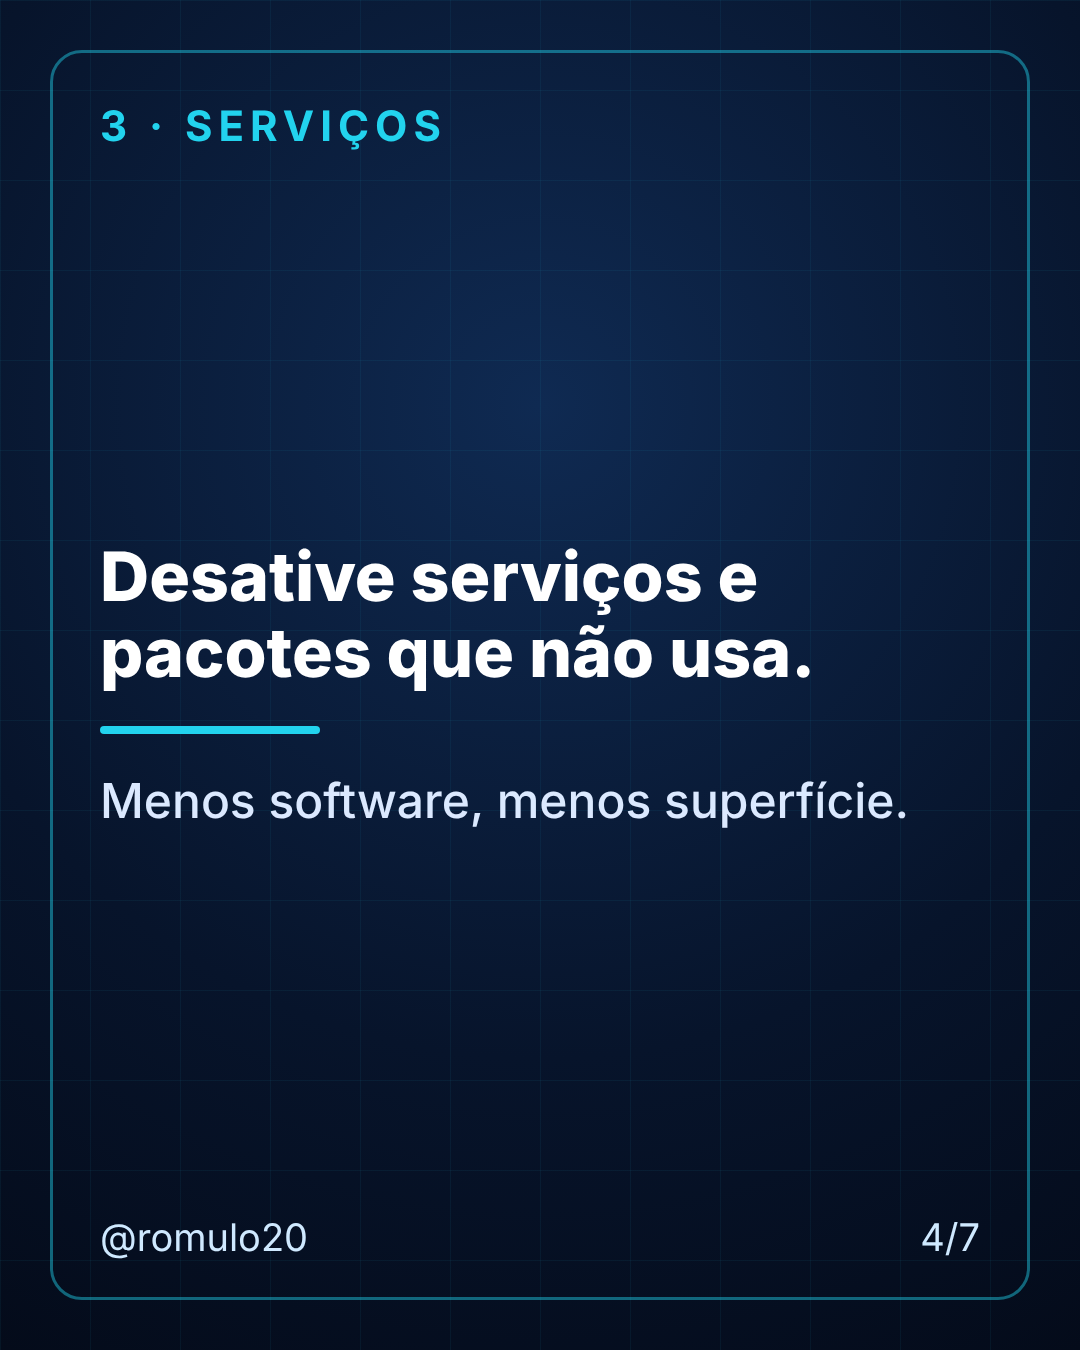 3 · SERVIÇOS
Desative serviços e
pacotes que não usa.
Menos software, menos superfície.
@romulo20
4/7